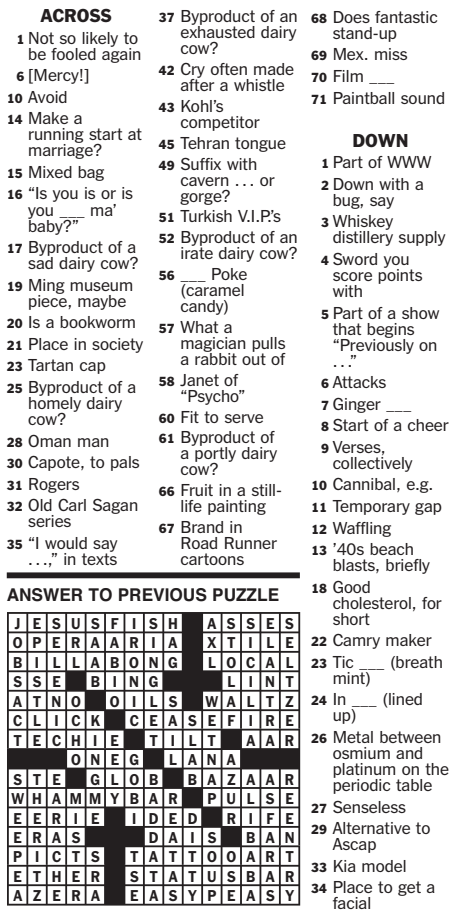 ACROSS
1 Not so likely to
be fooled again
6 [Mercy!]
10 Avoid
14 Make a
running start at
marriage?
15 Mixed bag
16 “Is you is or is
you ___ ma’
baby?”
17 Byproduct of a
sad dairy cow?
19 Ming museum
piece, maybe
20 Is a bookworm
21 Place in society
23 Tartan cap
25 Byproduct of a
homely dairy
cow?
28 Oman man
30 Capote, to pals
31 Rogers
32 Old Carl Sagan
series
35 “I would say
. . .,” in texts
37 Byproduct of an
exhausted dairy
cow?
42 Cry often made
after a whistle
43 Kohl’s
competitor
45 Tehran tongue
49 Suffix with
cavern . . . or
gorge?
51 Turkish V.I.P.’s
52 Byproduct of an
irate dairy cow?
56 ___ Poke
(caramel
candy)
57 What a
magician pulls
a rabbit out of
58 Janet of
“Psycho”
60 Fit to serve
61 Byproduct of
a portly dairy
cow?
66 Fruit in a still-
life painting
67 Brand in
Road Runner
cartoons
68 Does fantastic
stand-up
69 Mex. miss
70 Film ___
71 Paintball sound
DOWN
1 Part of WWW
2 Down with a
bug, say
3 Whiskey
distillery supply
4 Sword you
score points
with
5 Part of a show
that begins
“Previously on
. . .”
6 Attacks
7 Ginger ___
8 Start of a cheer
9 Verses,
collectively
10 Cannibal, e.g.
11 Temporary gap
12 Waffling
13 ’40s beach
blasts, briefly
18 Good
cholesterol, for
short
22 Camry maker
23 Tic ___ (breath
mint)
24 In ___ (lined
up)
26 Metal between
osmium and
platinum on the
periodic table
27 Senseless
29 Alternative to
Ascap
33 Kia model
34 Place to get a
facial
ANSWER TO PREVIOUS PUZZLE
JESUSFISH ASSES
OPERAARIA XTILE
BILLABONG LOCAL
SSE BING LINT
ATNO OILS WALTZ
CLICK CEASEFIRE
TECHIE TILT AAR
ONEG LANA
STE GLOB BAZAAR
WHAMMYBAR PULSE
EERIE IDED RIFE
ERAS DAIS BAN
PICTS TATTOOART
ETHER STATUSBAR
AZERA EASYPEASY